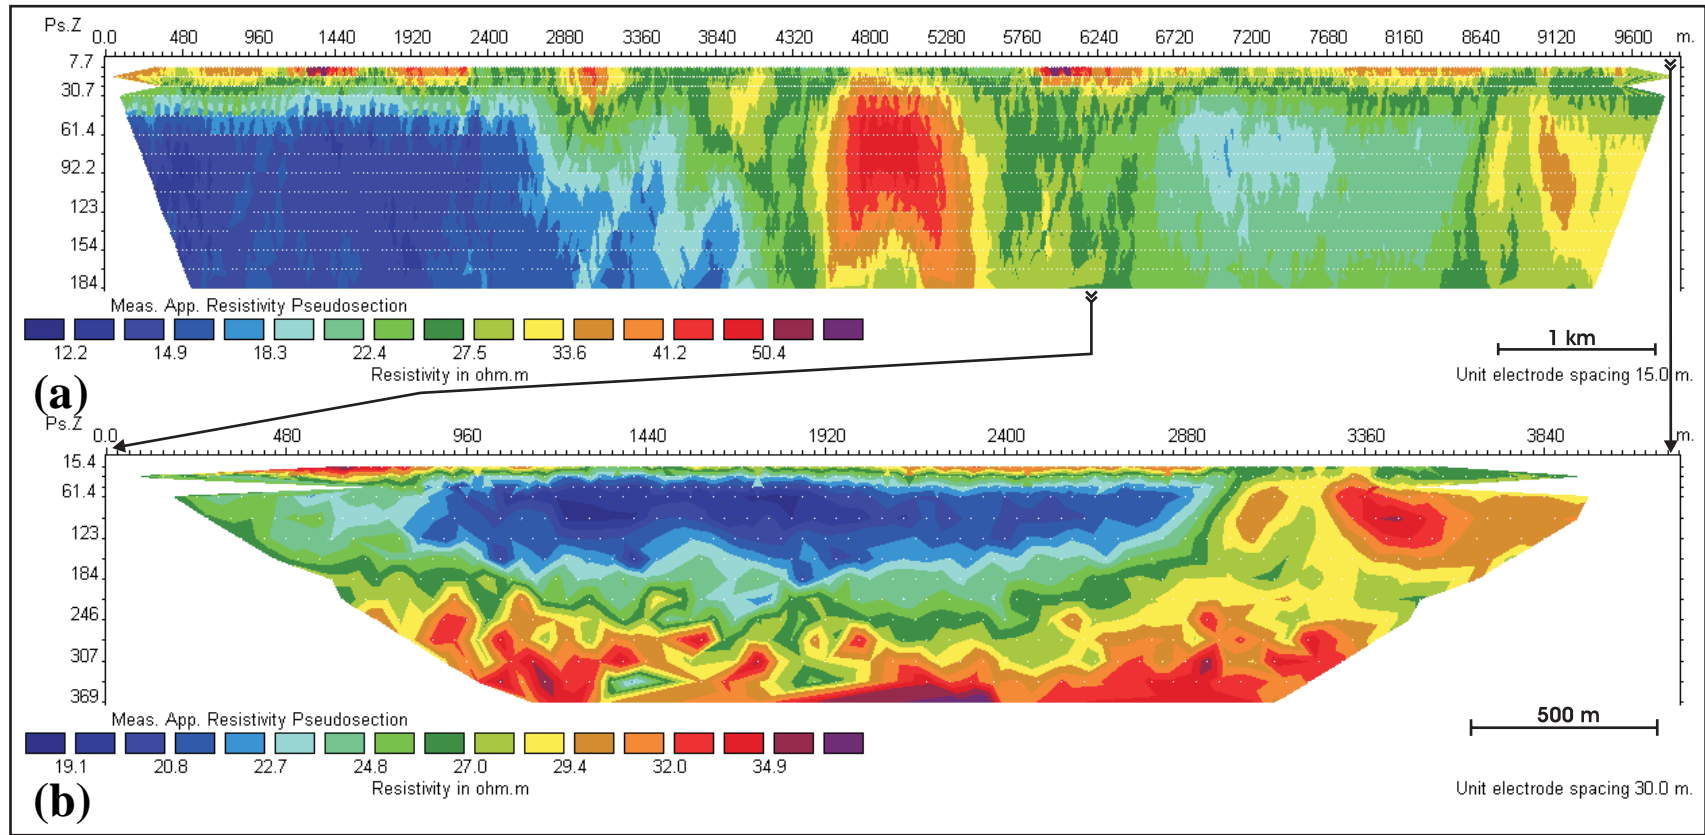 Ps.Z
0.0 480 960 1440 1920 2400 2880 3360 3840 4320 4800 5280 5760 6240 6720 7200 7680 8160 8640 9120 9600 m.
7.7
30.7
61.4
92.2
123
154
184
Meas. App. Resistivity Pseudosection
12.2 14.9 18.3 22.4 27.5 33.6 41.2 50.4
Resistivity in ohm.m
1 km
Unit electrode spacing 15.0 m.
(a)
Ps.Z
0.0 480 960 1440 1920 2400 2880 3360 3840 m.
15.4
61.4
123
184
246
307
369
Meas. App. Resistivity Pseudosection
19.1 20.8 22.7 24.8 27.0 29.4 32.0 34.9
Resistivity in ohm.m
500 m
Unit electrode spacing 30.0 m.
(b)